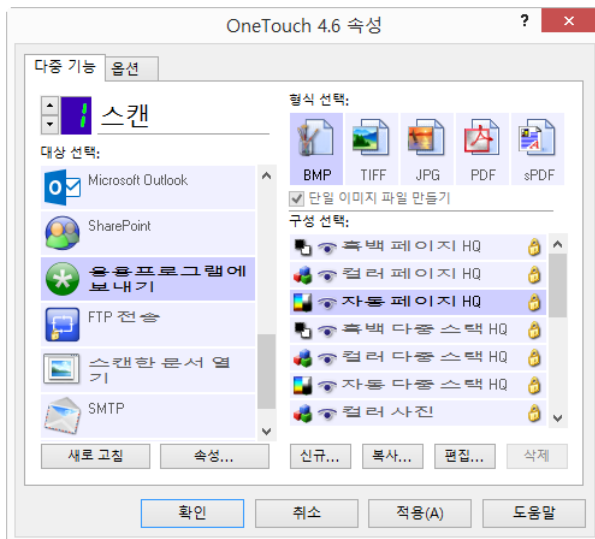 OneTouch 4.6 속성
?
다중 기능
옵션
1 스캔
대상 선택:
Microsoft Outlook
SharePoint
응용프로그램에
보내기
FTP 전송
스캔한 문서 열
기
SMTP
새로 고침
속성...
형식 선택:
BMP
TIFF
JPG
PDF
sPDF
단일 이미지 파일 만들기
구성 선택:
흑백 페이지 HQ
컬러 페이지 HQ
자동 페이지 HQ
흑백 다중 스택 HQ
컬러 다중 스택 HQ
자동 다중 스택 HQ
컬러 사진
신규...
복사...
편집...
삭제
확인
취소
적용(A)
도움말